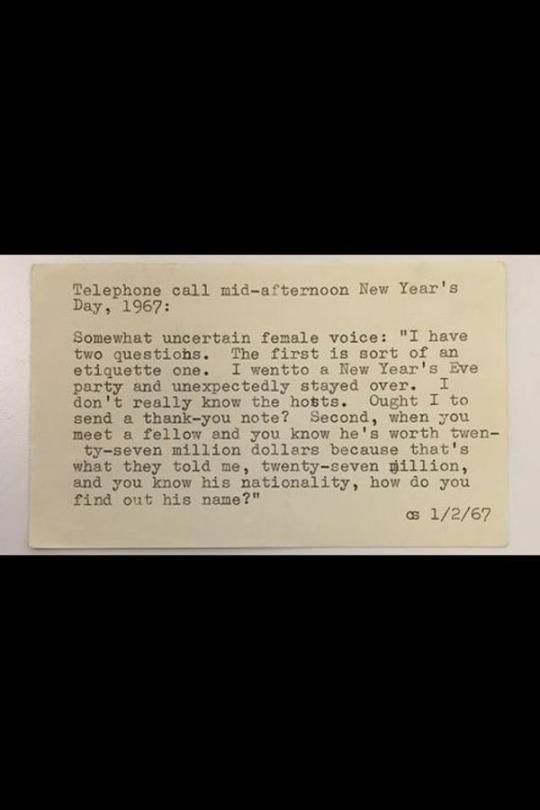 Telephone call mid-afternoon New Year's
Day, 1967:
Somewhat uncertain female voice: "I have
two questions.  The first is sort of an
etiquette one.  I wentto a New Year's Eve
party and unexpectedly stayed over.  I
don't really know the hosts.  Ought I to
send a thank-you note?  Second, when you
meet a fellow and you know he's worth twen-
ty-seven million dollars because that's
what they told me, twenty-seven million,
and you know his nationality, how do you
find out his name?"
cs 1/2/67